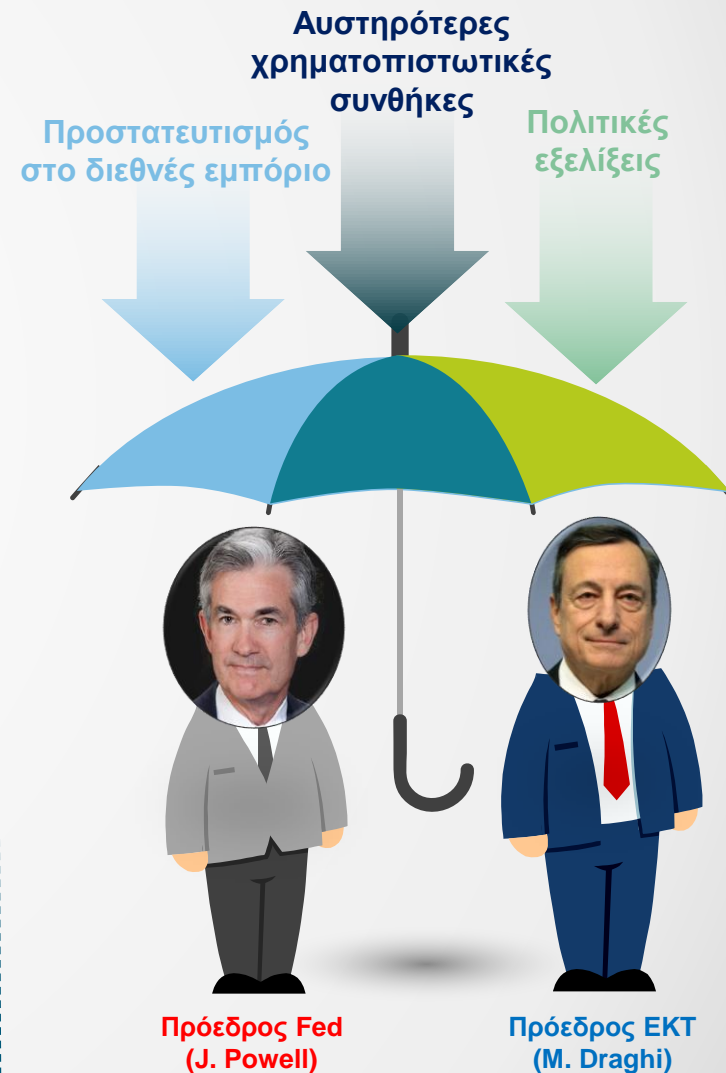 Αυστηρότερες
χρηματοπιστωτικές
συνθήκες
Προστατευτισμός
στο διεθνές εμπόριο
Πολιτικές
εξελίξεις
Πρόεδρος Fed
(J. Powell)
Πρόεδρος ΕΚΤ
(M. Draghi)